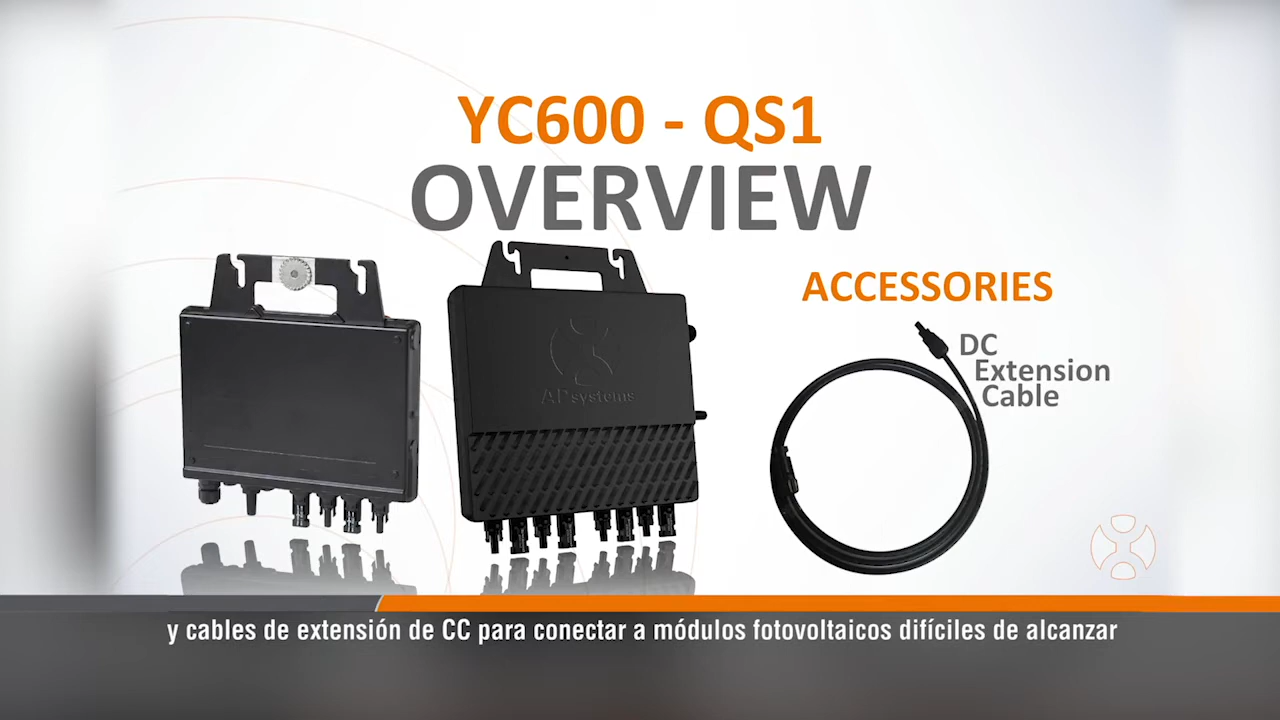 YC600 - QS1
OVERVIEW
ACCESSORIES
DC
Extension
Cable
APsystems
y cables de extensión de CC para conectar a módulos fotovoltaicos difíciles de alcanzar